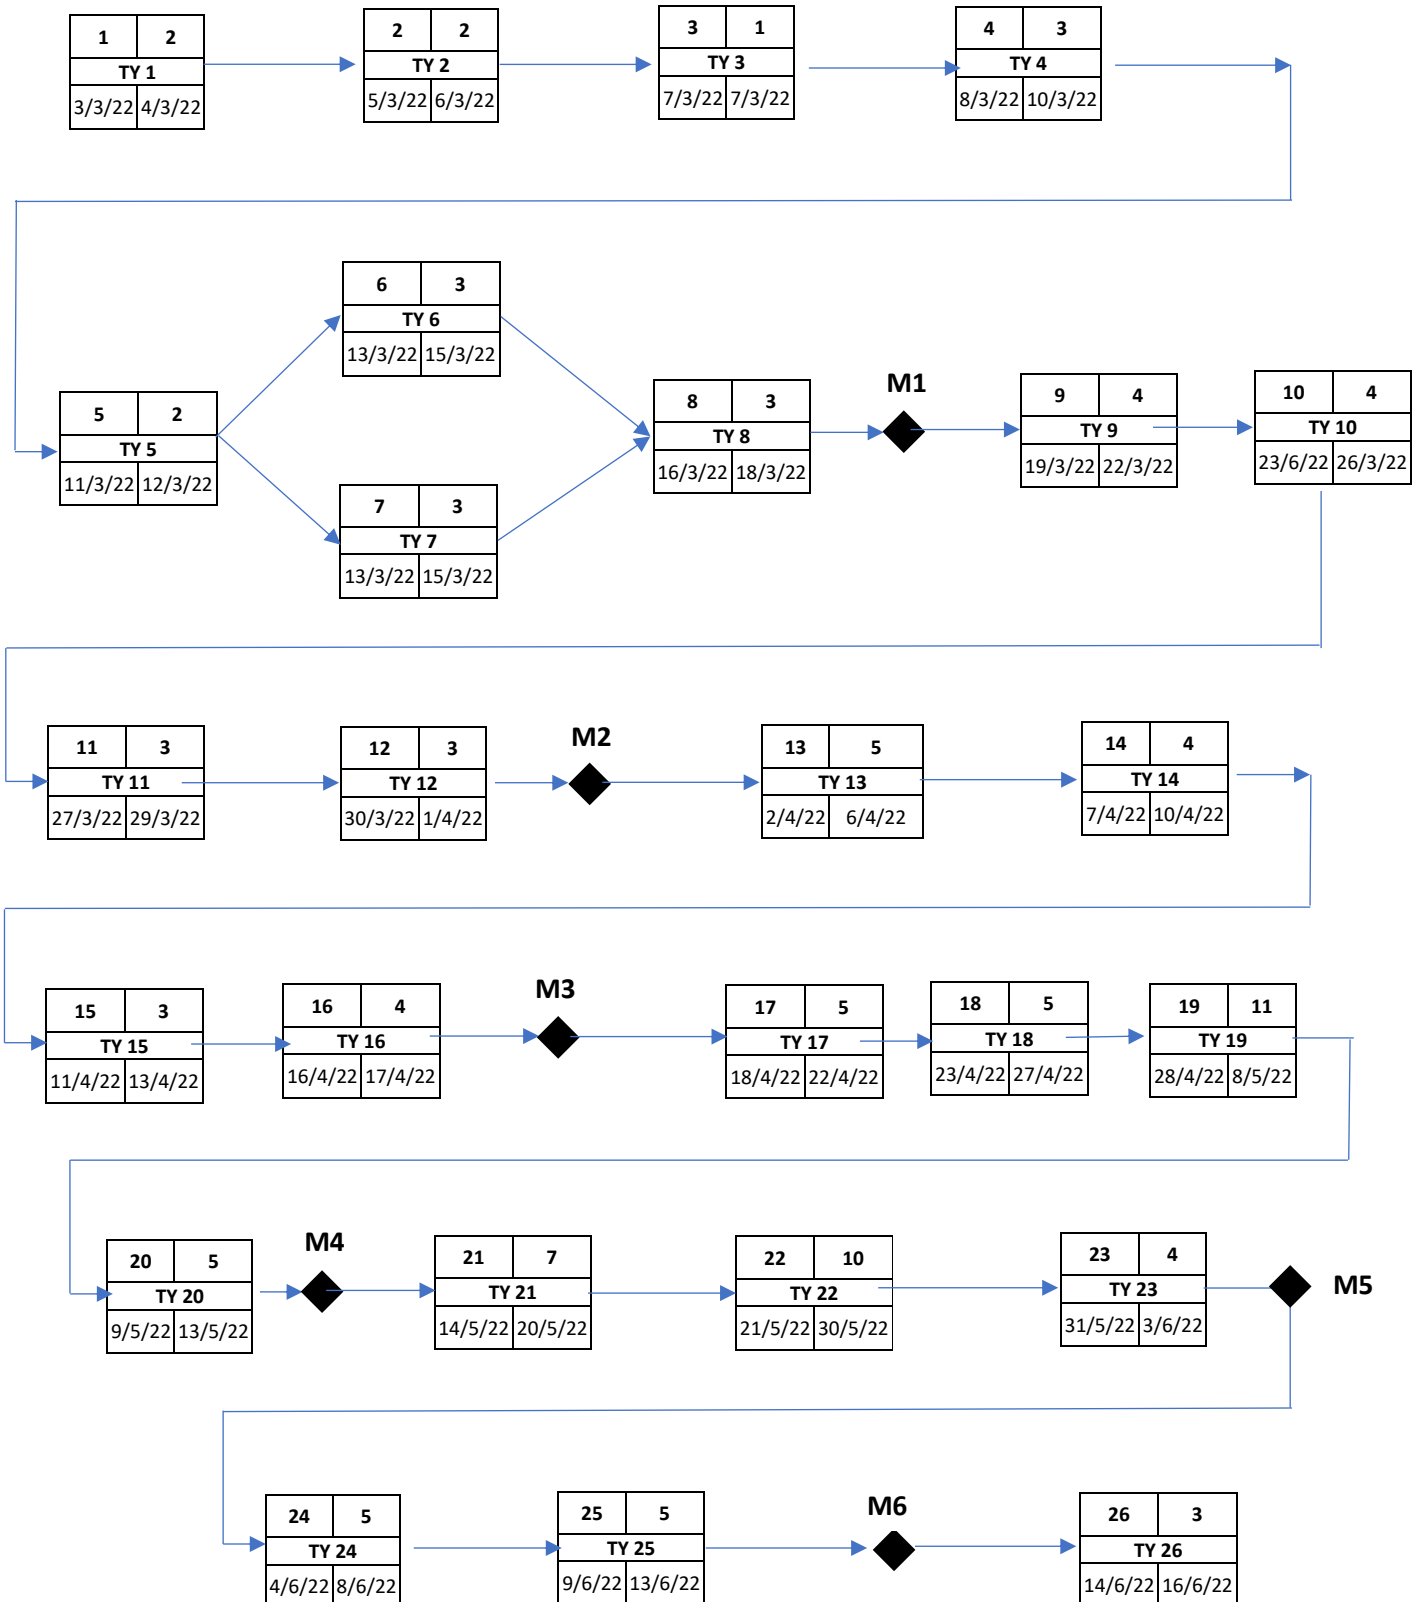 1 2
TY 1
3/3/22 4/3/22
2 2
TY 2
5/3/22 6/3/22
3 1
TY 3
7/3/22 7/3/22
4 3
TY 4
8/3/22 10/3/22
5 2
TY 5
11/3/22 12/3/22
6 3
TY 6
13/3/22 15/3/22
7 3
TY 7
13/3/22 15/3/22
8 3
TY 8
16/3/22 18/3/22
M1
9 4
TY 9
19/3/22 22/3/22
10 4
TY 10
23/6/22 26/3/22
11 3
TY 11
27/3/22 29/3/22
12 3
TY 12
30/3/22 1/4/22
M2
13 5
TY 13
2/4/22 6/4/22
14 4
TY 14
7/4/22 10/4/22
15 3
TY 15
11/4/22 13/4/22
16 4
TY 16
16/4/22 17/4/22
M3
17 5
TY 17
18/4/22 22/4/22
18 5
TY 18
23/4/22 27/4/22
19 11
TY 19
28/4/22 8/5/22
20 5
TY 20
9/5/22 13/5/22
M4
21 7
TY 21
14/5/22 20/5/22
22 10
TY 22
21/5/22 30/5/22
23 4
TY 23
31/5/22 3/6/22
M5
24 5
TY 24
4/6/22 8/6/22
25 5
TY 25
9/6/22 13/6/22
M6
26 3
TY 26
14/6/22 16/6/22